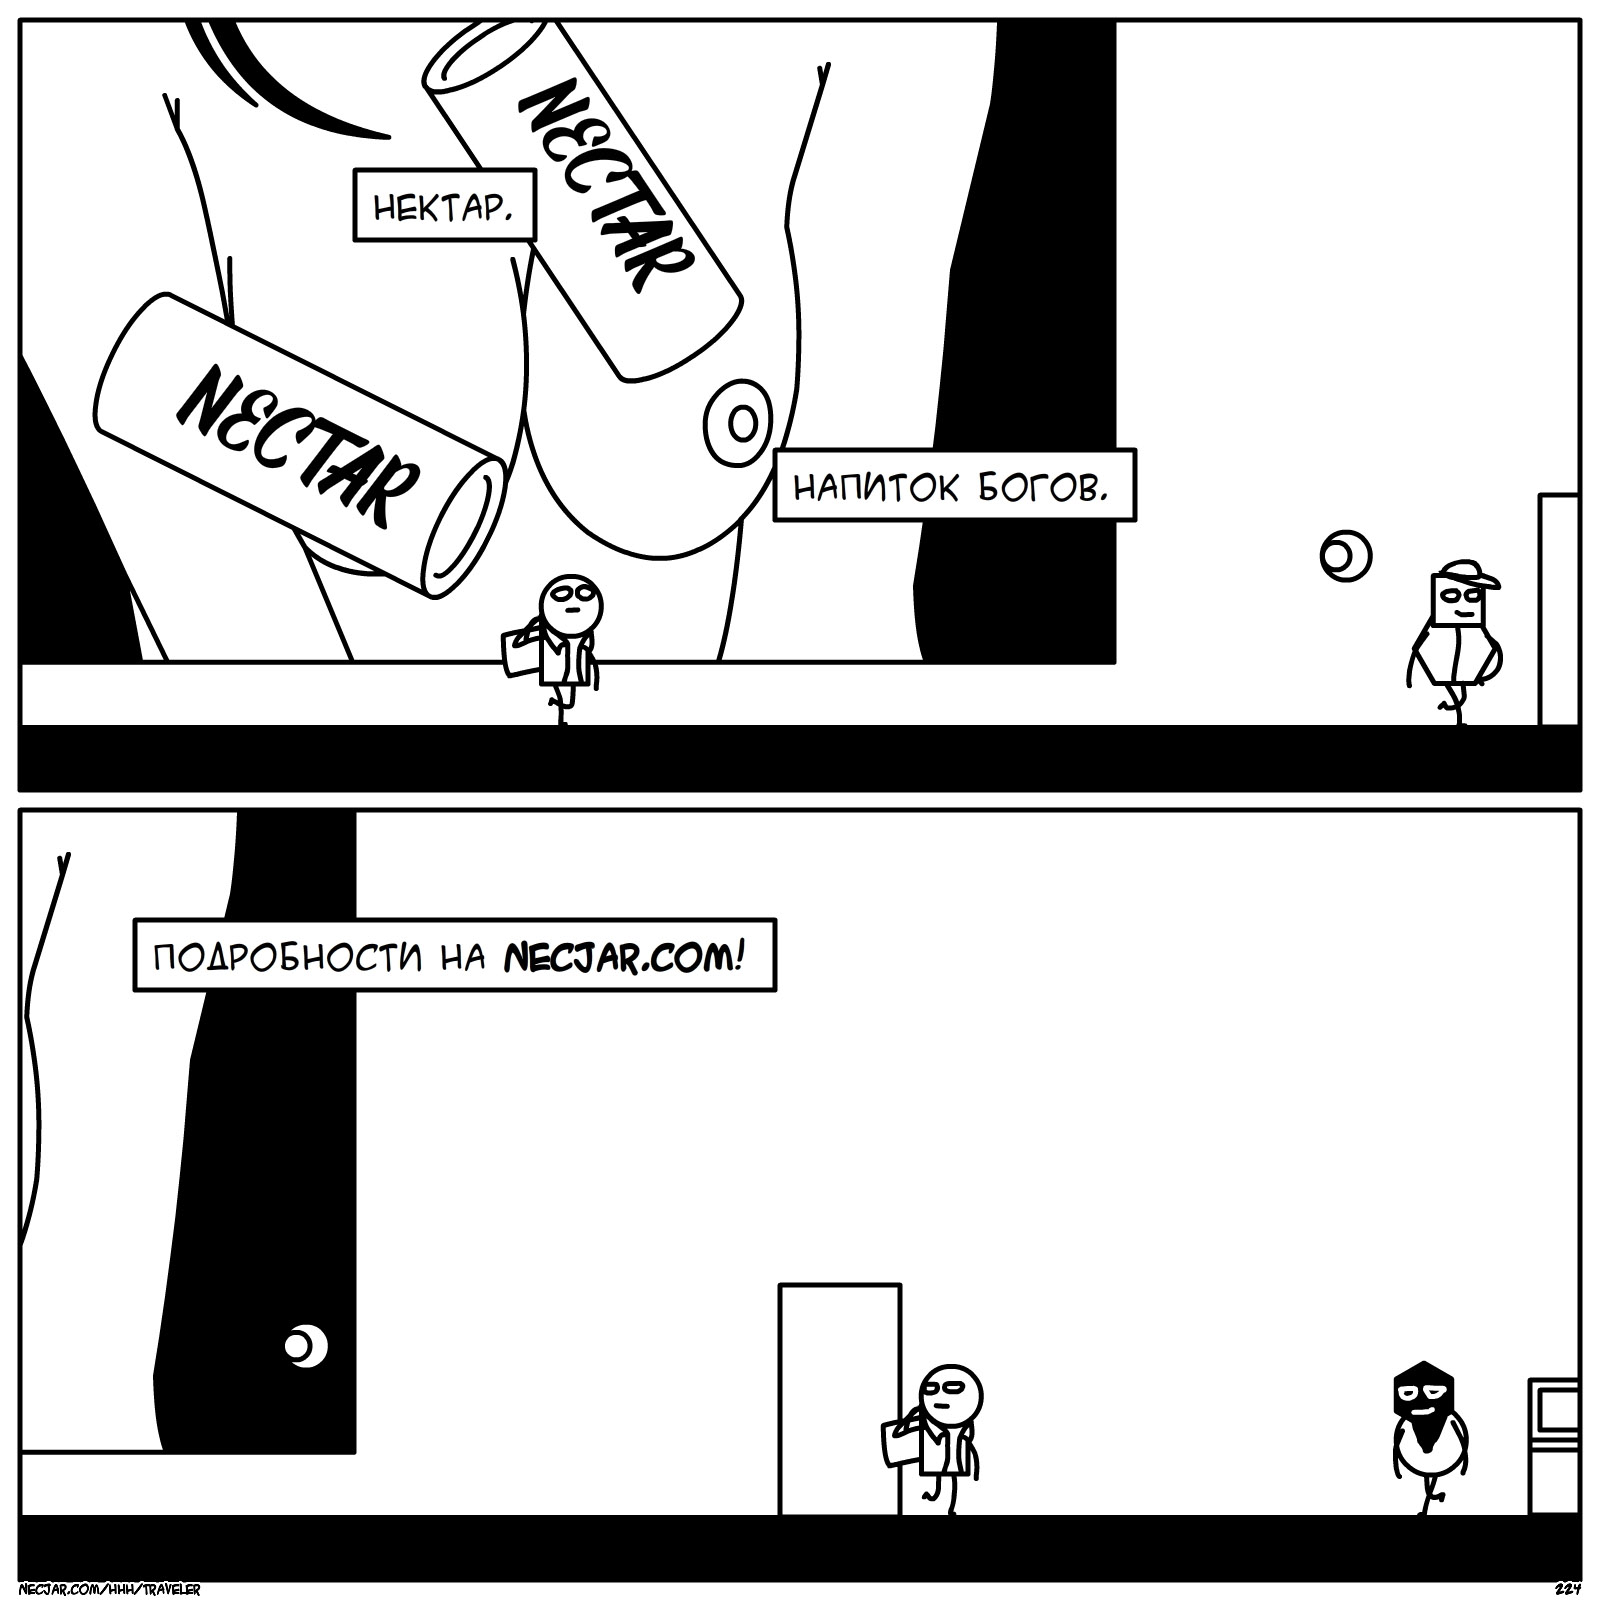 NECTAR
НЕКТАР.
NECTAR
НАПИТОК БОГОВ.
ПОДРОБНОСТИ НА NECJAR.COM!
NECJAR.COM/HHH/TRAVELER
224